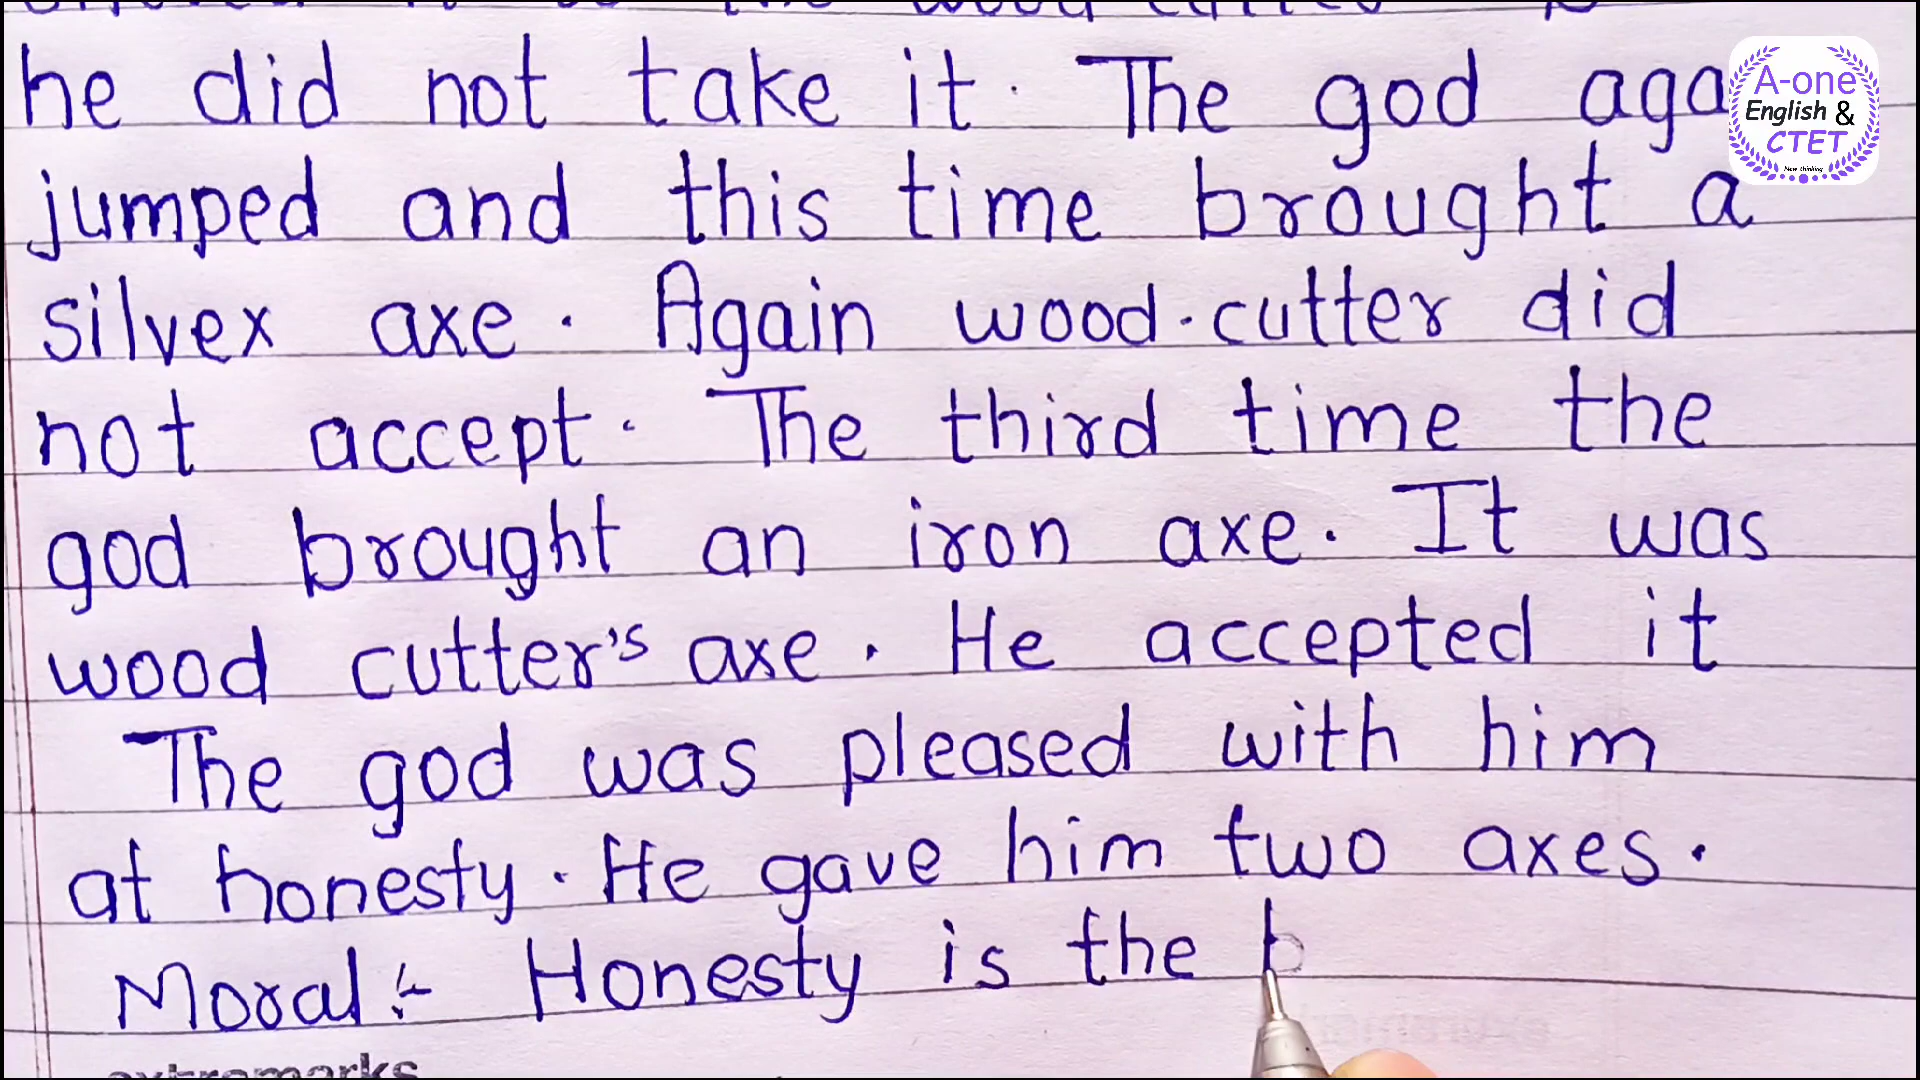 he did not take it. The god aga
jumped and this time brought a
silvex axe. Again wood-cutter did
not accept. The third time the
god brought an iron axe. It was
wood cutter's axe. He accepted it
The god was pleased with him
at honesty. He gave him two axes.
Moral :- Honesty is the b
A-one
English &
CTET
New thinking
extramarks